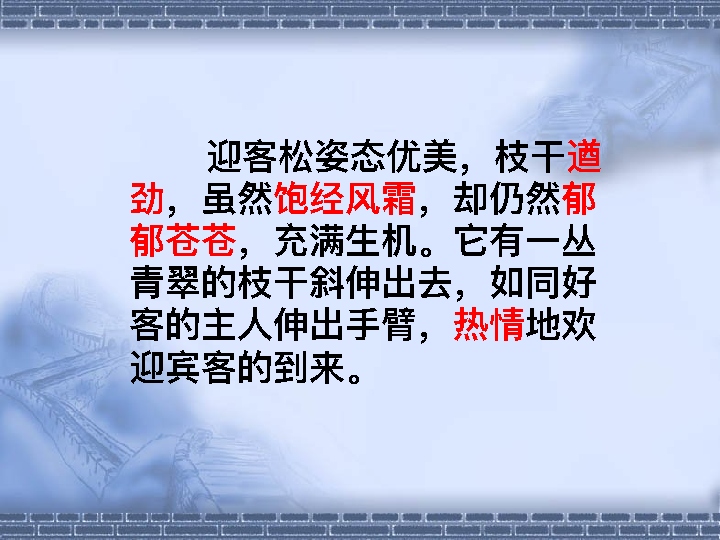 迎客松姿态优美，枝干遒
劲，虽然饱经风霜，却仍然郁
郁苍苍，充满生机。它有一丛
青翠的枝干斜伸出去，如同好
客的主人伸出手臂，热情地欢
迎宾客的到来。